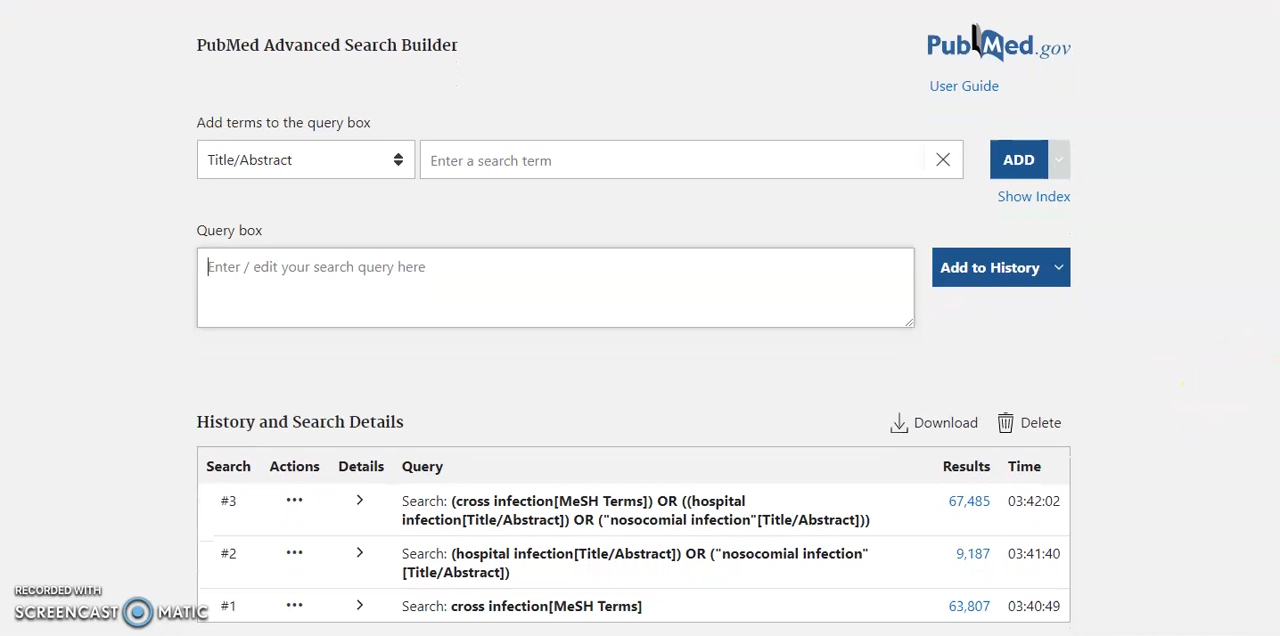 PubMed Advanced Search Builder
PubMed.gov
User Guide
Add terms to the query box
Title/Abstract
Enter a search term
ADD
Show Index
Query box
Enter / edit your search query here
Add to History
History and Search Details
Download
Delete
Search Actions Details Query Results Time
#3 ••• Search: (cross infection[MeSH Terms]) OR ((hospital 67,485 03:42:02
infection[Title/Abstract]) OR ("nosocomial infection"[Title/Abstract]))
#2 ••• Search: (hospital infection[Title/Abstract]) OR ("nosocomial infection" 9,187 03:41:40
[Title/Abstract])
#1 ••• Search: cross infection[MeSH Terms] 63,807 03:40:49
RECORDED WITH
SCREENCAST MATIC